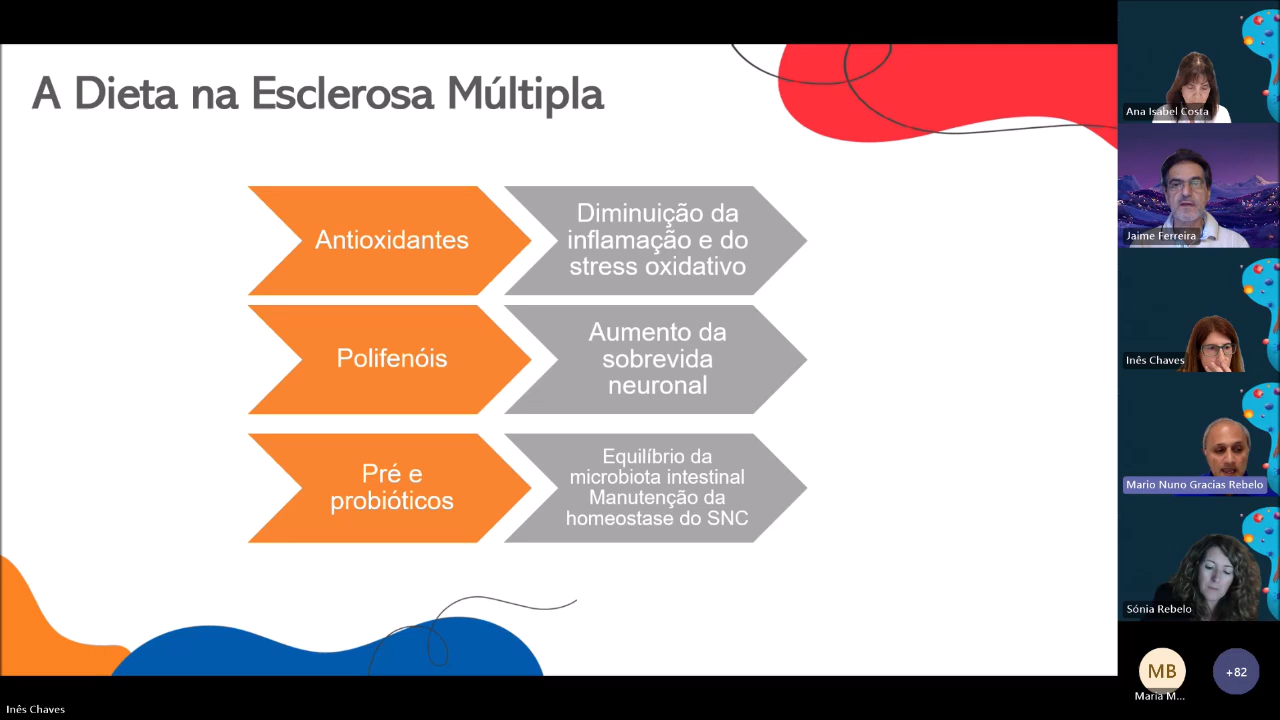 A Dieta na Esclerosa Múltipla
Antioxidantes
Diminuição da
inflamação e do
stress oxidativo
Polifenóis
Aumento da
sobrevida
neuronal
Pré e
probióticos
Equilíbrio da
microbiota intestinal
Manutenção da
homeostase do SNC
Ana Isabel Costa
Jaime Ferreira
Inês Chaves
Mario Nuno Gracias Rebelo
Sónia Rebelo
MB
Maria M...
+82
Inês Chaves